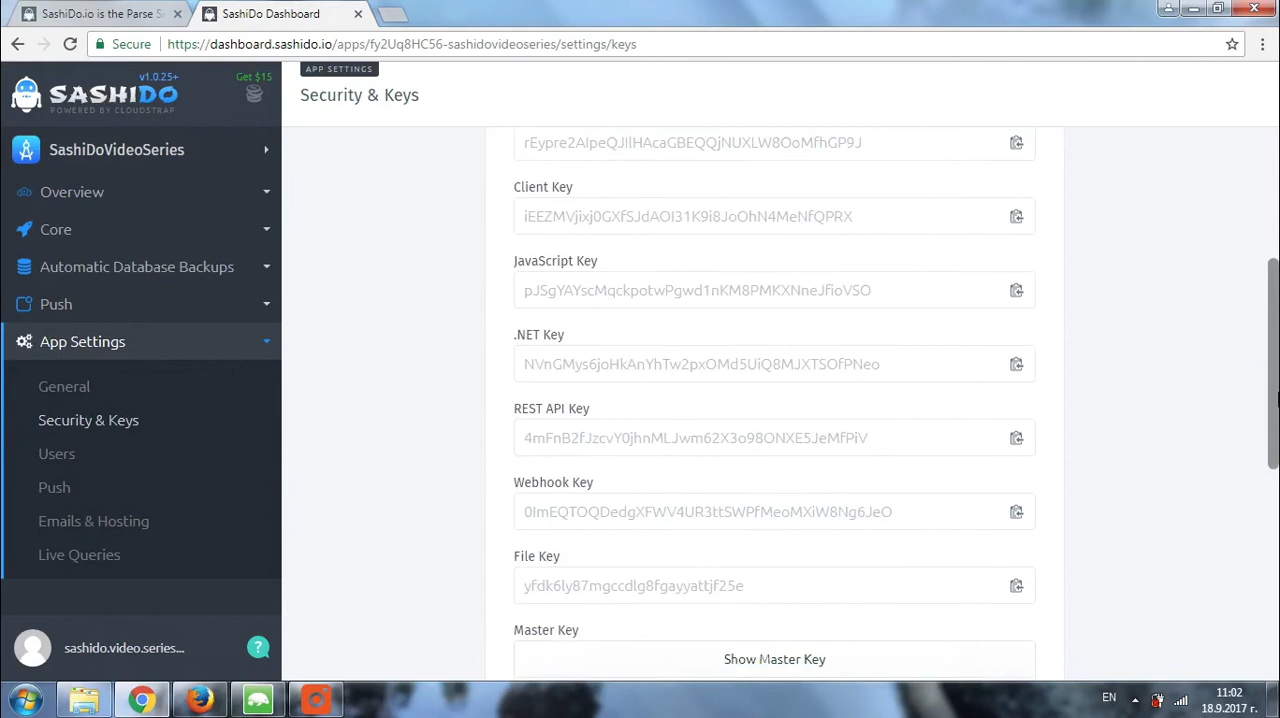 SashiDo.io is the Parse S
SashiDo Dashboard
Secure
https://dashboard.sashido.io/apps/fy2Uq8HC56-sashidovideoseries/settings/keys
v1.0.25+
Get $15
SASHIDO
POWERED BY CLOUDSTRAP
SashiDoVideoSeries
Overview
Core
Automatic Database Backups
Push
App Settings
General
Security & Keys
Users
Push
Emails & Hosting
Live Queries
sashido.video.series...
?
APP SETTINGS
Security & Keys
rEypre2AIpeQJIlHAcaGBEQQjNUXLW8OoMfhGP9J
Client Key
iEEZMVjixj0GXfSJdAOI31K9i8JoOhN4MeNfQPRX
JavaScript Key
pJSgYAYscMqckpotwPgwd1nKM8PMKXNneJfioVSO
.NET Key
NVnGMys6joHkAnYhTw2pxOMd5UiQ8MJXTSOfPNeo
REST API Key
4mFnB2fJzcvY0jhnMLJwm62X3o98ONXE5JeMfPiV
Webhook Key
0ImEQTOQDedgXFWV4UR3ttSWPfMeoMXiW8Ng6JeO
File Key
yfdk6ly87mgccdlg8fgayyattjf25e
Master Key
Show Master Key
EN
11:02
18.9.2017 г.